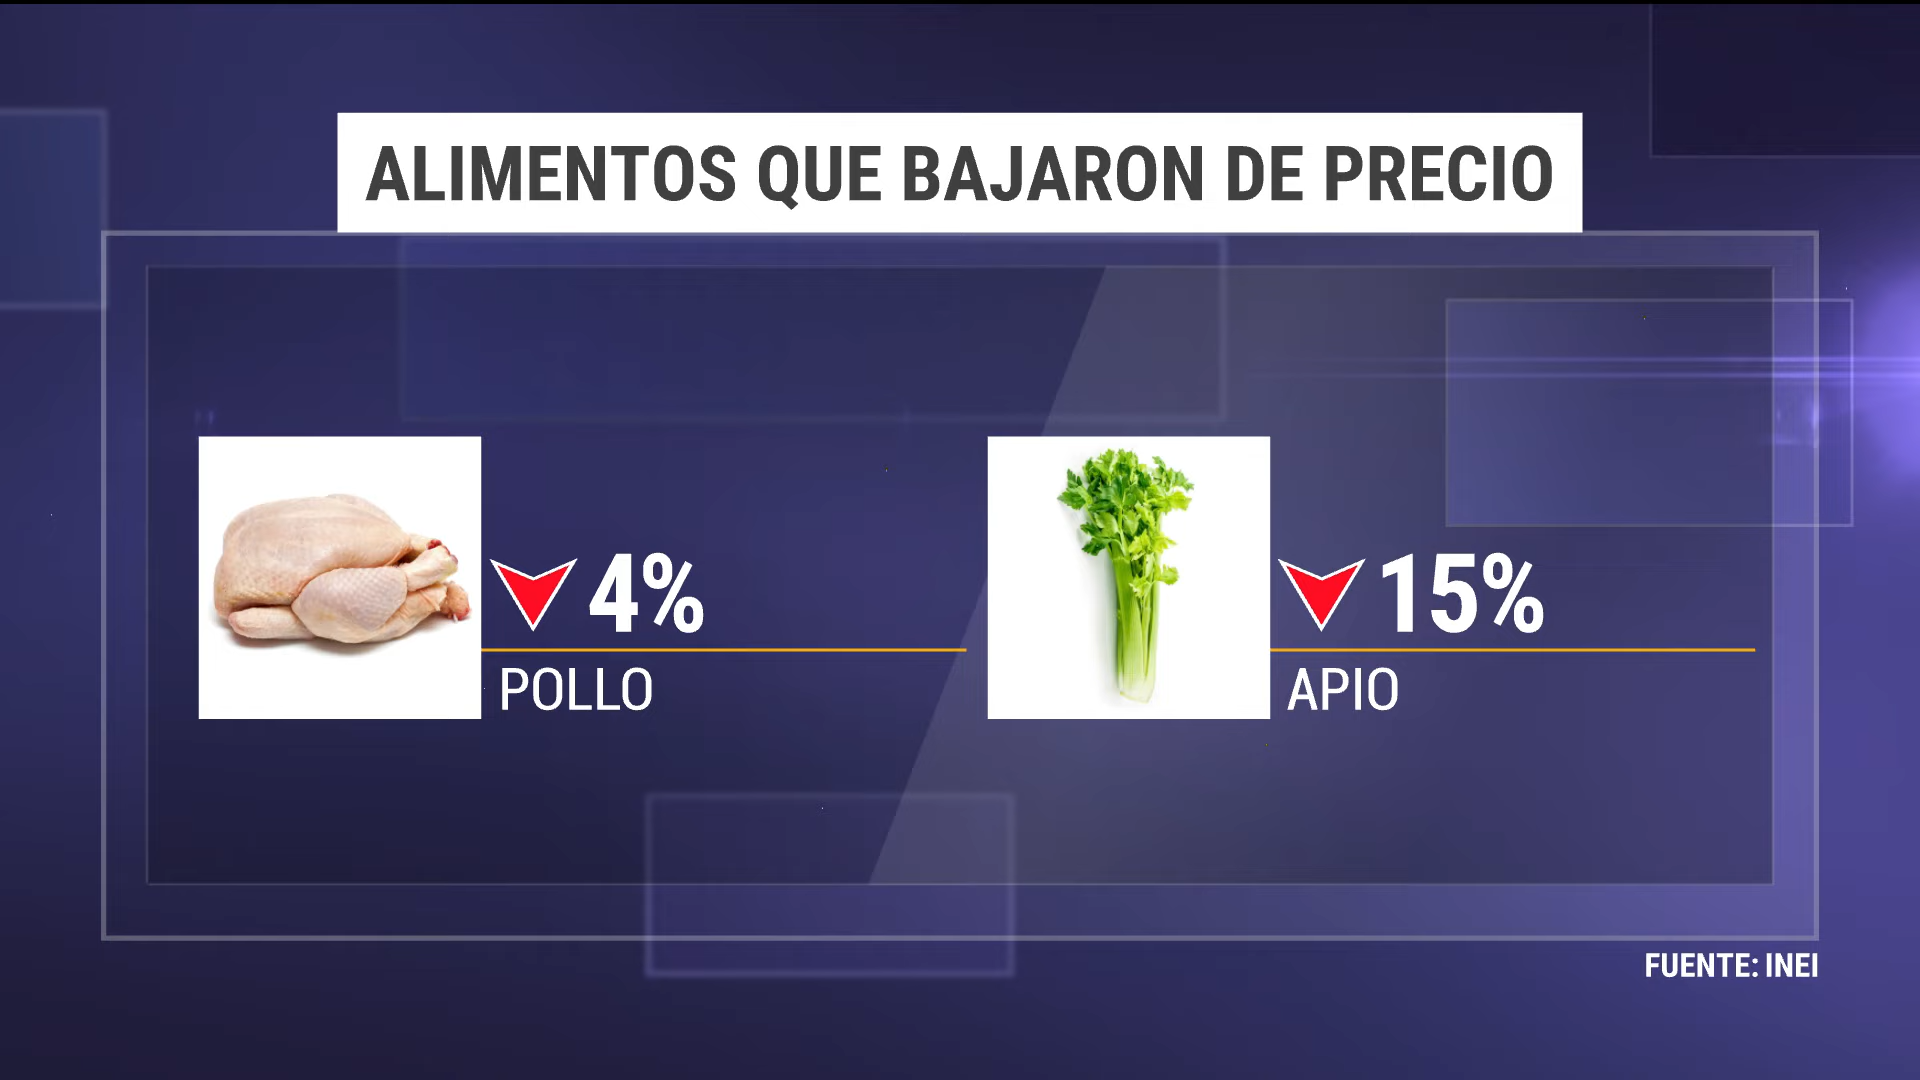 ALIMENTOS QUE BAJARON DE PRECIO
4%
POLLO
15%
APIO
FUENTE: INEI